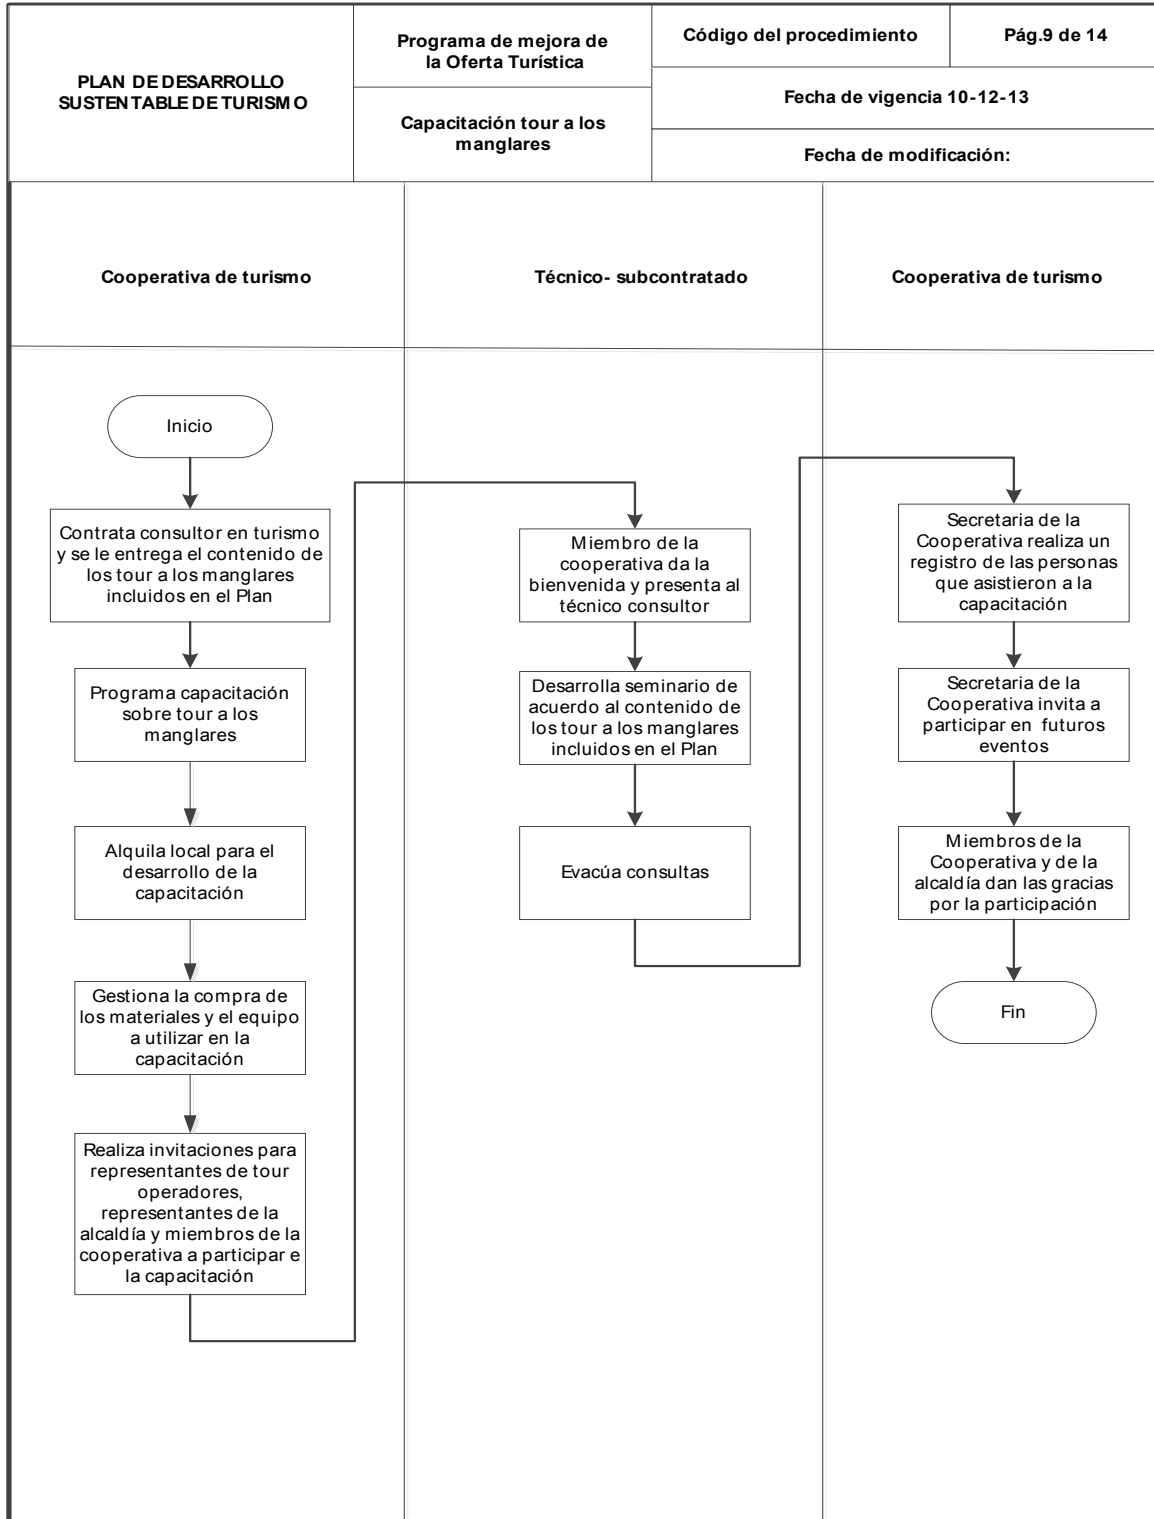 PLAN DE DESARROLLO
SUSTENTABLE DE TURISMO
Programa de mejora de
la Oferta Turística
Capacitación tour a los
manglares
Código del procedimiento
Pág.9 de 14
Fecha de vigencia 10-12-13
Fecha de modificación:
Cooperativa de turismo
Técnico- subcontratado
Cooperativa de turismo
Inicio
Contrata consultor en turismo
y se le entrega el contenido de
los tour a los manglares
incluidos en el Plan
Programa capacitación
sobre tour a los
manglares
Alquila local para el
desarrollo de la
capacitación
Gestiona la compra de
los materiales y el equipo
a utilizar en la
capacitación
Realiza invitaciones para
representantes de tour
operadores,
representantes de la
alcaldía y miembros de la
cooperativa a participar e
la capacitación
Miembro de la
cooperativa da la
bienvenida y presenta al
técnico consultor
Desarrolla seminario de
acuerdo al contenido de
los tour a los manglares
incluidos en el Plan
Evacúa consultas
Secretaria de la
Cooperativa realiza un
registro de las personas
que asistieron a la
capacitación
Secretaria de la
Cooperativa invita a
participar en futuros
eventos
Miembros de la
Cooperativa y de la
alcaldía dan las gracias
por la participación
Fin